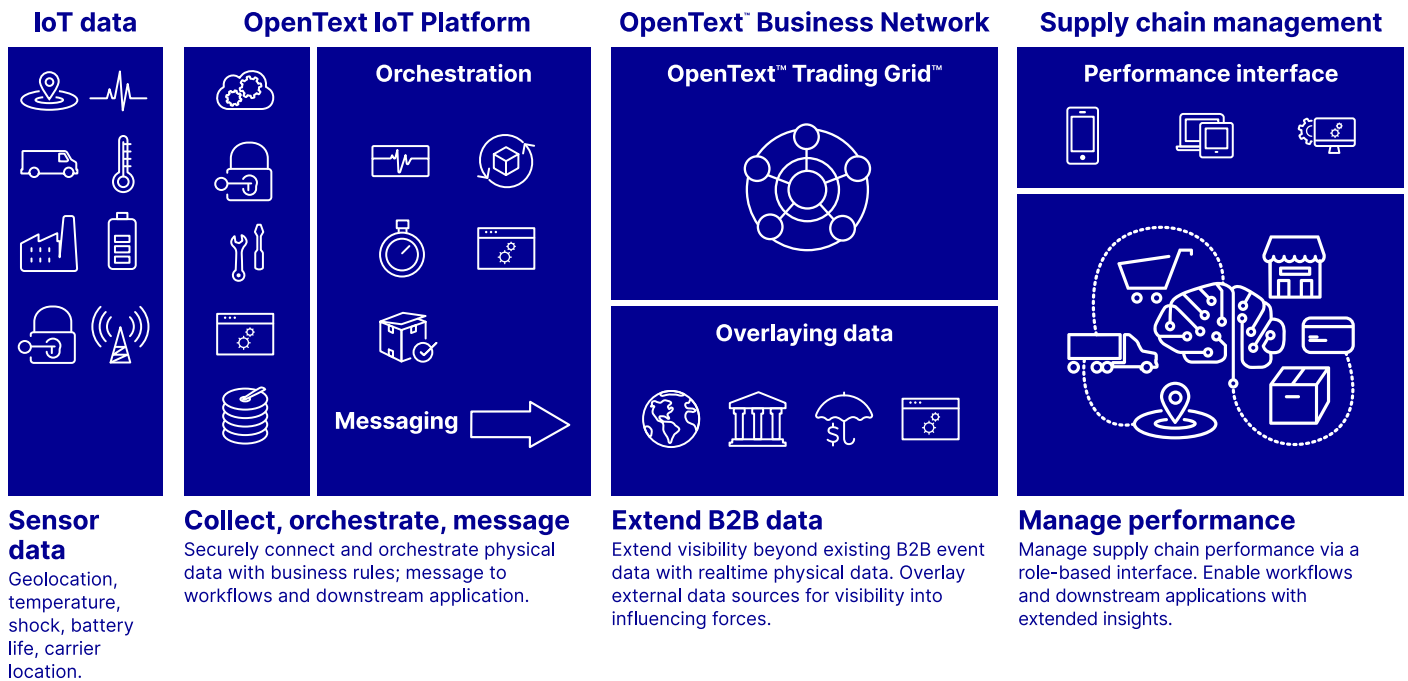 IoT data
OpenText IoT Platform
OpenText™ Business Network
Supply chain management
Orchestration
Messaging
OpenText™ Trading Grid™
Overlaying data
Performance interface
Sensor
data
Geolocation,
temperature,
shock, battery
life, carrier
location.
Collect, orchestrate, message
Securely connect and orchestrate physical
data with business rules; message to
workflows and downstream application.
Extend B2B data
Extend visibility beyond existing B2B event
data with realtime physical data. Overlay
external data sources for visibility into
influencing forces.
Manage performance
Manage supply chain performance via a
role-based interface. Enable workflows
and downstream applications with
extended insights.